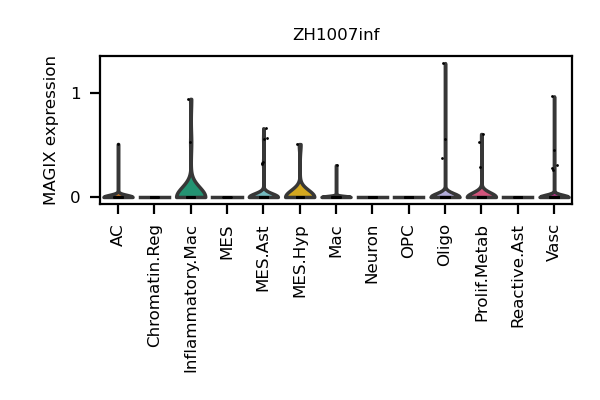 ZH1007inf
MAGIX expression
1
0
AC
Chromatin.Reg
Inflammatory.Mac
MES
MES.Ast
MES.Hyp
Mac
Neuron
OPC
Oligo
Prolif.Metab
Reactive.Ast
Vasc